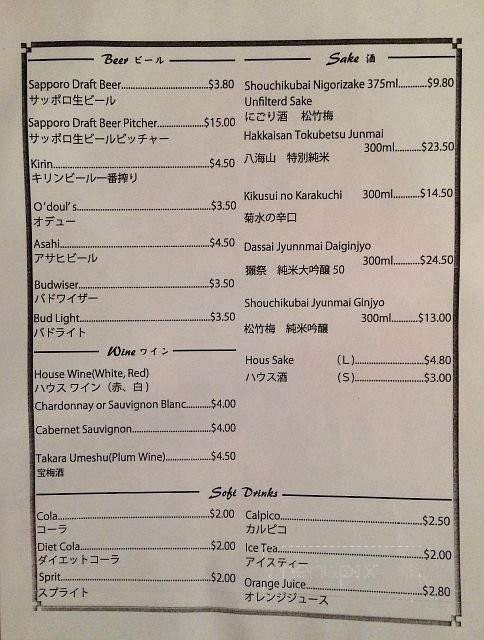 Beer ビール
Sapporo Draft Beer...............................$3.80
サッポロ生ビール
Sapporo Draft Beer Pitcher................$15.00
サッポロ生ビールピッチャー
Kirin.......................................................$4.50
キリンビール一番搾り
O'doul's................................................$3.50
オデュー
Asahi....................................................$4.50
アサヒビール
Budwiser..............................................$3.50
バドワイザー
Bud Light.............................................$3.50
バドライト
Wine ワイン
House Wine(White, Red)
ハウス ワイン（赤、白）
Chardonnay or Sauvignon Blanc.........$4.00
Cabernet Sauvignon...........................$4.00
Takara Umeshu(Plum Wine)................$4.50
宝梅酒
Sake 酒
Shouchikubai Nigorizake 375ml...........$9.80
Unfilterd Sake
にごり酒　松竹梅
Hakkaisan Tokubetsu Junmai
300ml..........$23.50
八海山　特別純米
Kikusui no Karakuchi 300ml..........$14.50
菊水の辛口
Dassai Jyunnmai Daiginjyo
300ml..........$24.50
獺祭　純米大吟醸 50
Shouchikubai Jyunmai Ginjyo
300ml..........$13.00
松竹梅　純米吟醸
Hous Sake （L）.........................$4.80
ハウス酒 （S）.........................$3.00
Soft Drinks
Cola......................................................$2.00
コーラ
Diet Cola..............................................$2.00
ダイエットコーラ
Sprit.....................................................$2.00
スプライト
Calpico..................................................$2.50
カルピコ
Ice Tea..................................................$2.00
アイスティー
Orange Juice.........................................$2.80
オレンジジュース